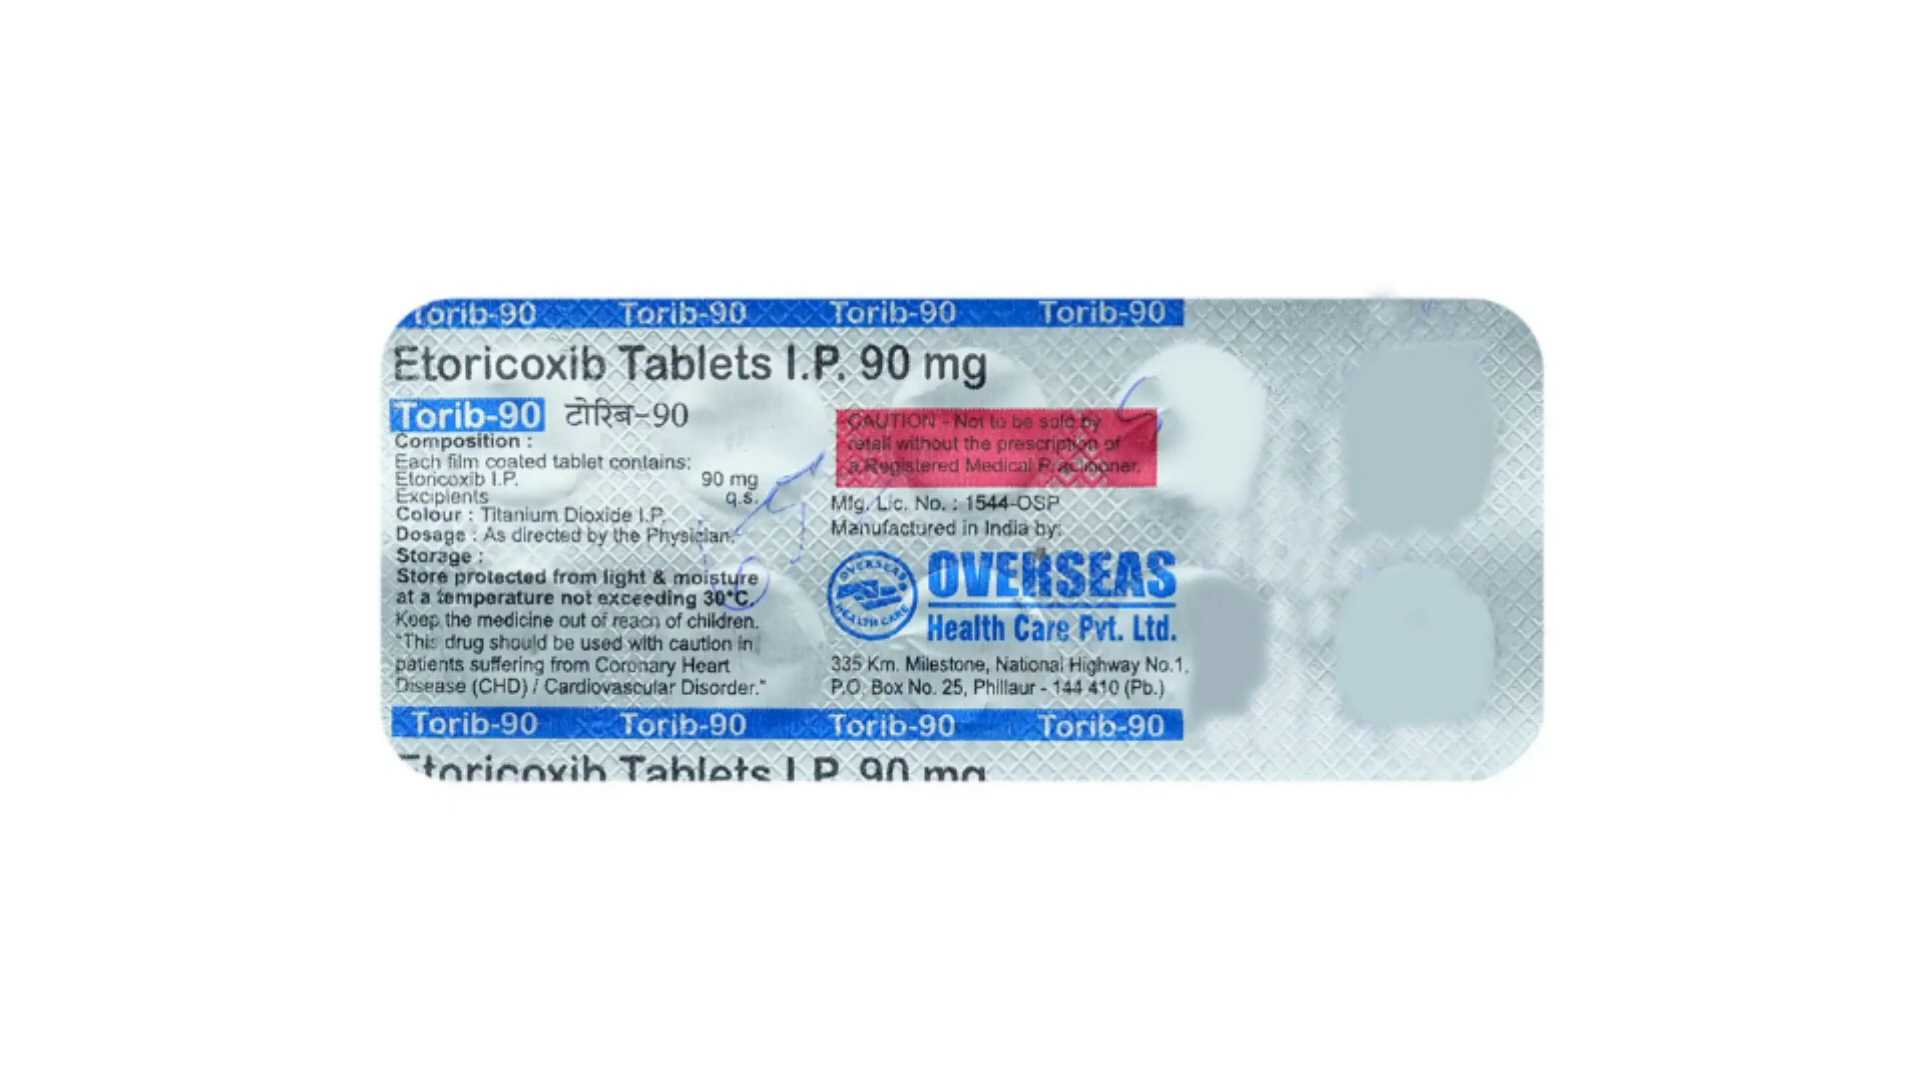 Torib-90 Torib-90 Torib-90 Torib-90
Etoricoxib Tablets I.P. 90 mg
Torib-90 टोरिब-90
Composition :
Each film coated tablet contains:
Etoricoxib I.P. 90 mg
Excipients q.s.
Colour : Titanium Dioxide I.P.
Dosage : As directed by the Physician.
Storage :
Store protected from light & moisture
at a temperature not exceeding 30°C.
Keep the medicine out of reach of children.
"This drug should be used with caution in
patients suffering from Coronary Heart
Disease (CHD) / Cardiovascular Disorder."
CAUTION - Not to be sold by
retail without the prescription of
a Registered Medical Practitioner.
Mfg. Lic. No. : 1544-OSP
Manufactured in India by:
OVERSEAS
HEALTH CARE
OVERSEAS
Health Care Pvt. Ltd.
335 Km. Milestone, National Highway No.1,
P.O. Box No. 25, Phillaur - 144 410 (Pb.)
Torib-90 Torib-90 Torib-90 Torib-90
Etoricoxib Tablets I.P. 90 mg